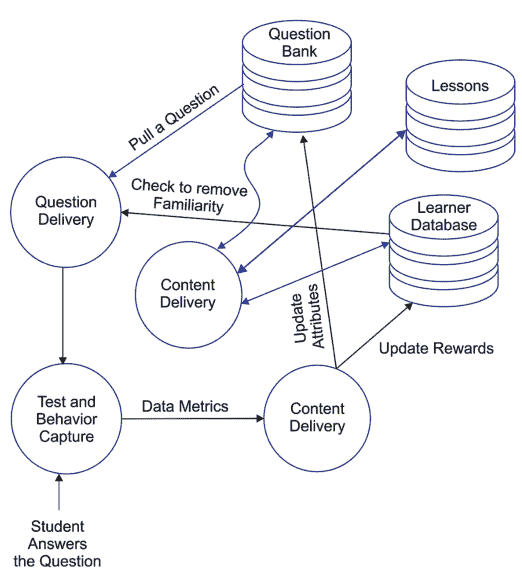 Question
Bank
Lessons
Pull a Question
Check to remove
Familiarity
Question
Delivery
Learner
Database
Content
Delivery
Update
Attributes
Update Rewards
Test and
Behavior
Capture
Data Metrics
Content
Delivery
Student
Answers
the Question